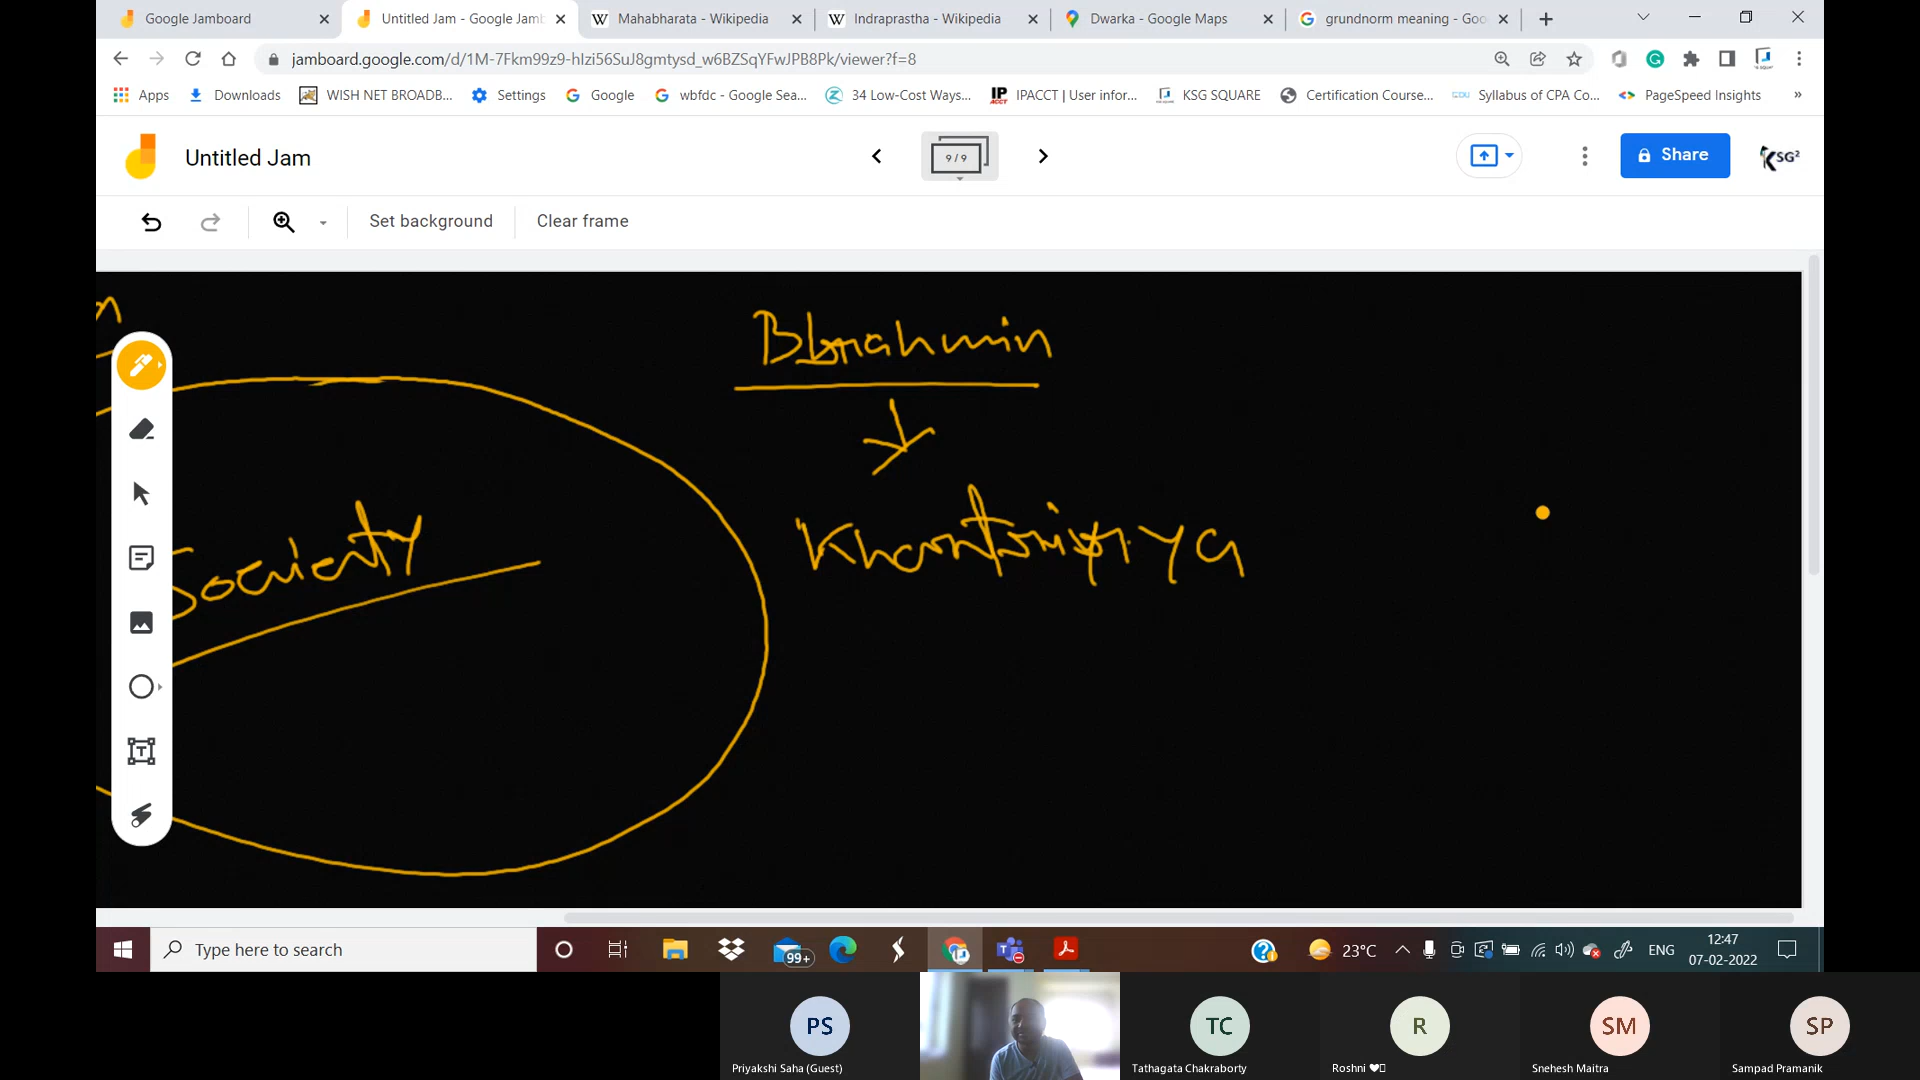 Google Jamboard
Untitled Jam - Google Jamb
Mahabharata - Wikipedia
Indraprastha - Wikipedia
Dwarka - Google Maps
grundnorm meaning - Goo
jamboard.google.com/d/1M-7Fkm99z9-hIzi56SuJ8gmtysd_w6BZSqYFwJPB8Pk/viewer?f=8
Apps
Downloads
WISH NET BROADB...
Settings
Google
wbfdc - Google Sea...
34 Low-Cost Ways...
IPACCT | User infor...
KSG SQUARE
Certification Course...
Syllabus of CPA Co...
PageSpeed Insights
»
Untitled Jam
9 / 9
Share
KSG²
Set background
Clear frame
Society
Type here to search
99+
23°C
ENG
12:47
07-02-2022
PS
TC
R
SM
SP
Priyakshi Saha (Guest)
Tathagata Chakraborty
Roshni ❤
Snehesh Maitra
Sampad Pramanik